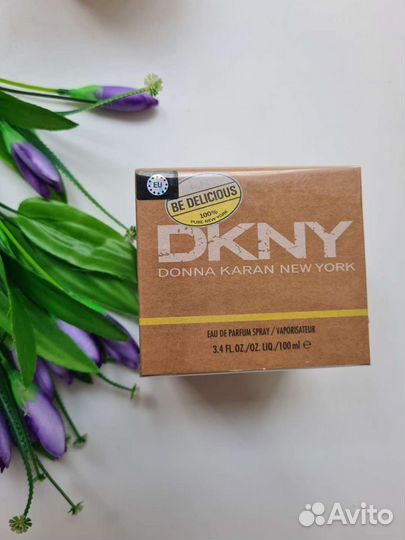 EU
BE DELICIOUS
100%
PURE NEW YORK
DKNY
DONNA KARAN NEW YORK
EAU DE PARFUM SPRAY / VAPORISATEUR
3.4 FL.OZ./OZ. LIQ./100 ml ℮
Avito